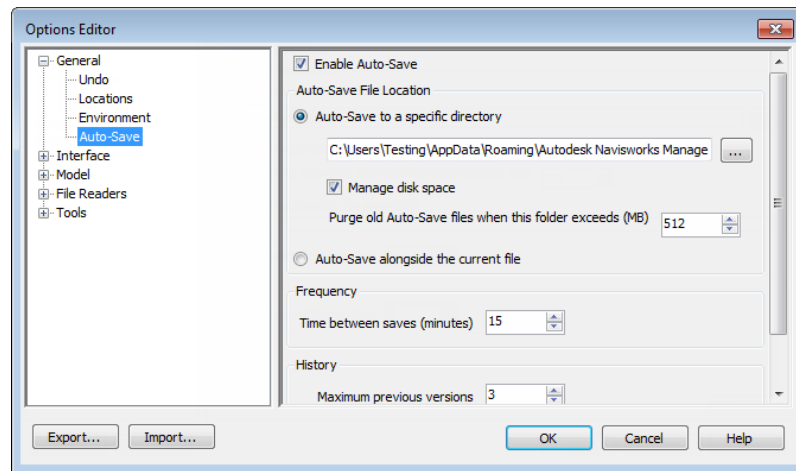 Options Editor
General
Undo
Locations
Environment
Auto-Save
Interface
Model
File Readers
Tools
Enable Auto-Save
Auto-Save File Location
Auto-Save to a specific directory
C:\Users\Testing\AppData\Roaming\Autodesk Navisworks Manage
...
Manage disk space
Purge old Auto-Save files when this folder exceeds (MB) 512
Auto-Save alongside the current file
Frequency
Time between saves (minutes) 15
History
Maximum previous versions 3
Export... Import... OK Cancel Help